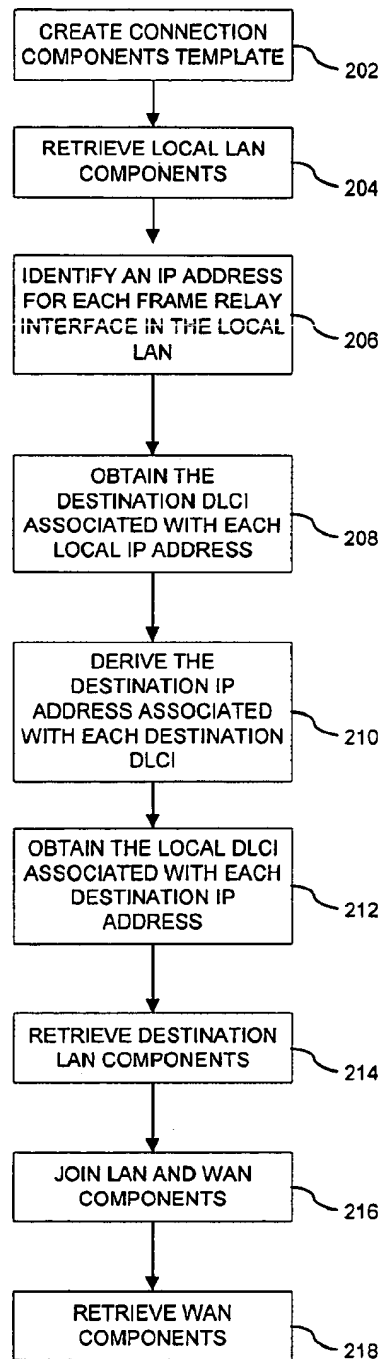 CREATE CONNECTION
COMPONENTS TEMPLATE
202
RETRIEVE LOCAL LAN
COMPONENTS
204
IDENTIFY AN IP ADDRESS
FOR EACH FRAME RELAY
INTERFACE IN THE LOCAL
LAN
206
OBTAIN THE
DESTINATION DLCI
ASSOCIATED WITH EACH
LOCAL IP ADDRESS
208
DERIVE THE
DESTINATION IP
ADDRESS ASSOCIATED
WITH EACH DESTINATION
DLCI
210
OBTAIN THE LOCAL DLCI
ASSOCIATED WITH EACH
DESTINATION IP
ADDRESS
212
RETRIEVE DESTINATION
LAN COMPONENTS
214
JOIN LAN AND WAN
COMPONENTS
216
RETRIEVE WAN
COMPONENTS
218